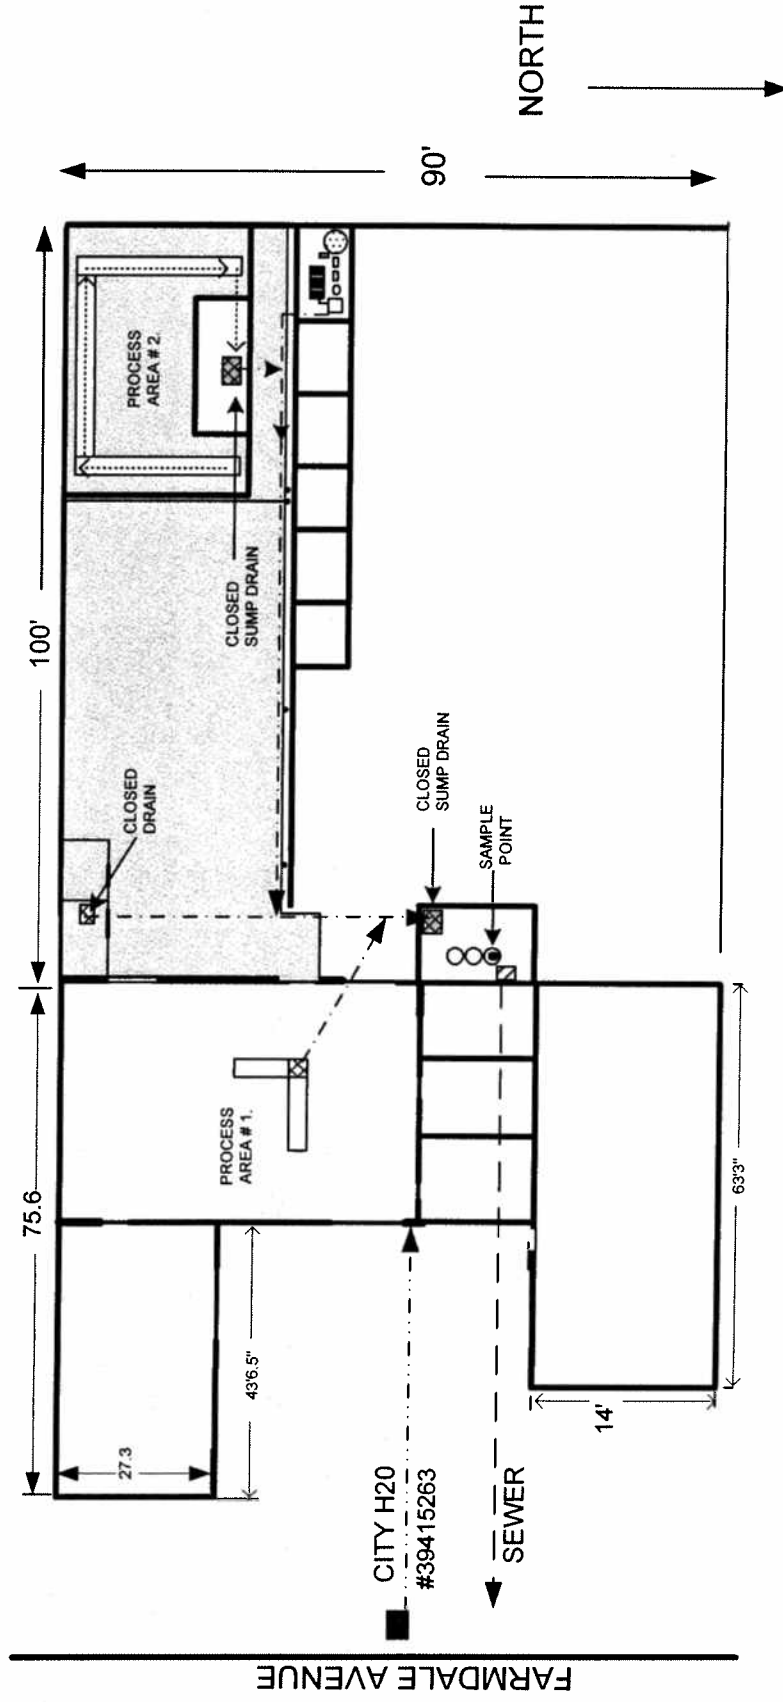 NORTH
90'
100'
PROCESS
AREA # 2.
CLOSED
SUMP DRAIN
CLOSED
DRAIN
CLOSED
SUMP DRAIN
SAMPLE
POINT
75.6
PROCESS
AREA # 1.
63'3"
43'6.5"
27.3
14'
CITY H20
#39415263
SEWER
FARMDALE AVENUE